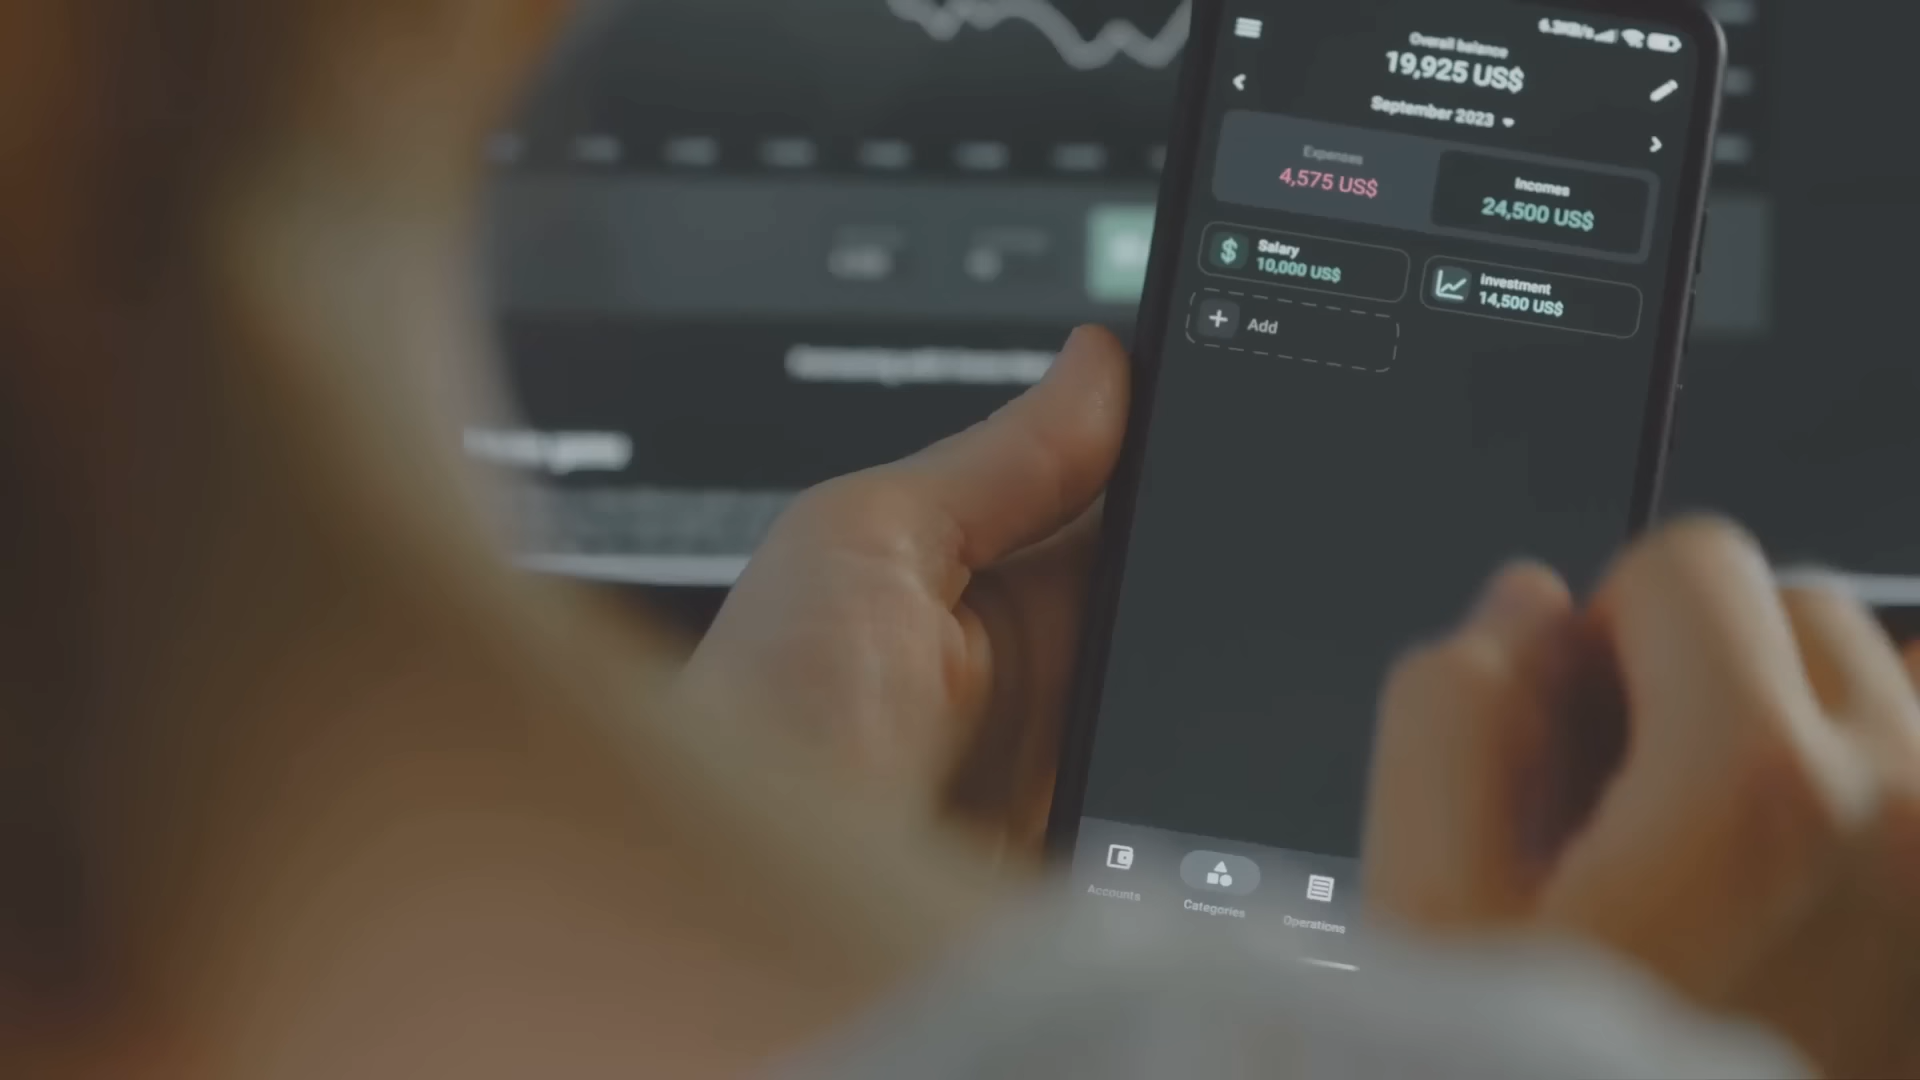 Overall balance
19,925 US$
September 2023
Expenses
4,575 US$
Incomes
24,500 US$
Salary
10,000 US$
Investment
14,500 US$
Add
Accounts
Categories
Operations